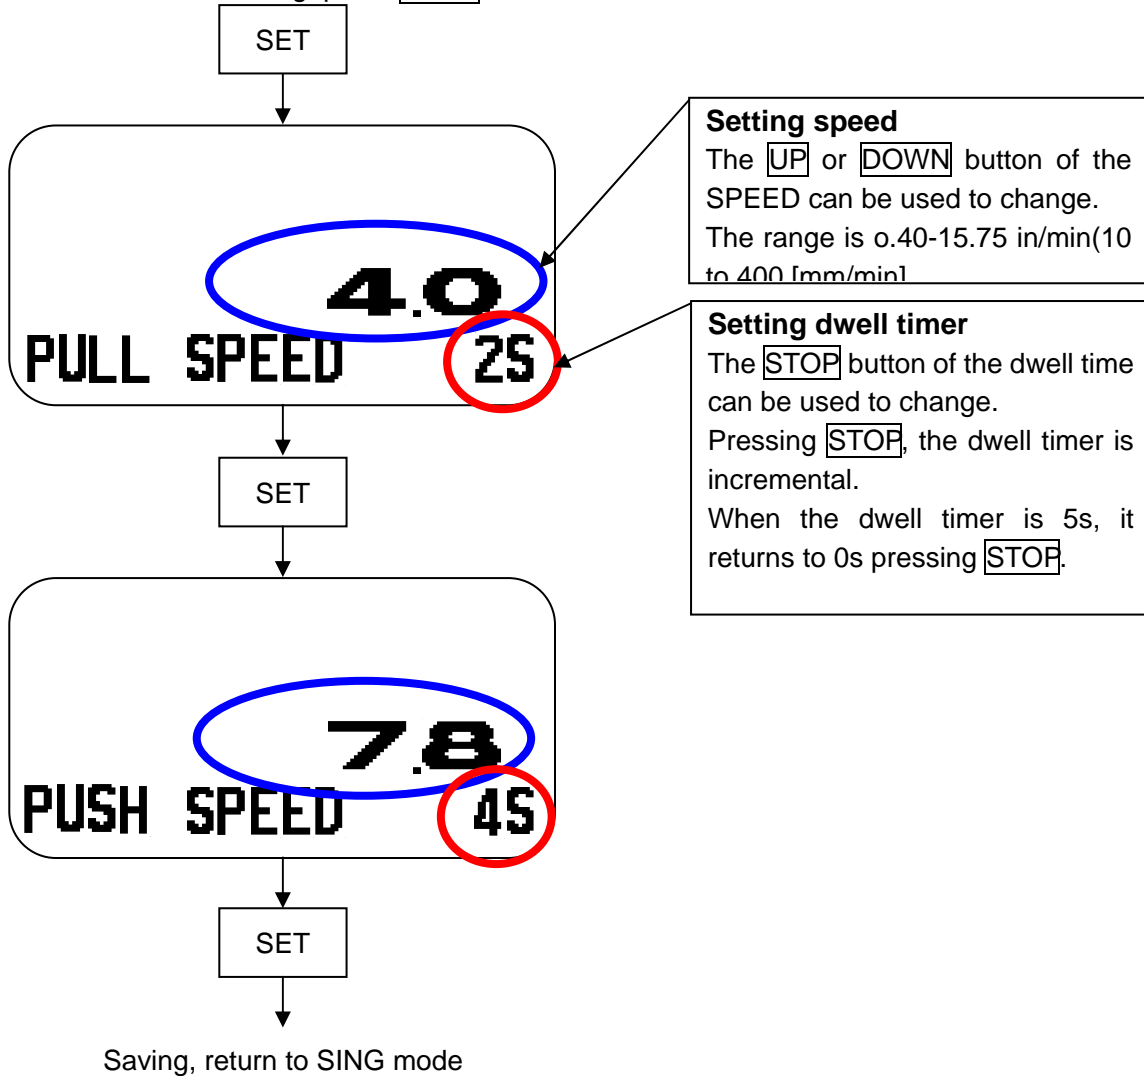 SET
4.0
PULL SPEED 2S
Setting speed
The UP or DOWN button of the
SPEED can be used to change.
The range is o.40-15.75 in/min(10
to 400 [mm/min]
Setting dwell timer
The STOP button of the dwell time
can be used to change.
Pressing STOP, the dwell timer is
incremental.
When the dwell timer is 5s, it
returns to 0s pressing STOP.
SET
7.8
PUSH SPEED 4S
SET
Saving, return to SING mode